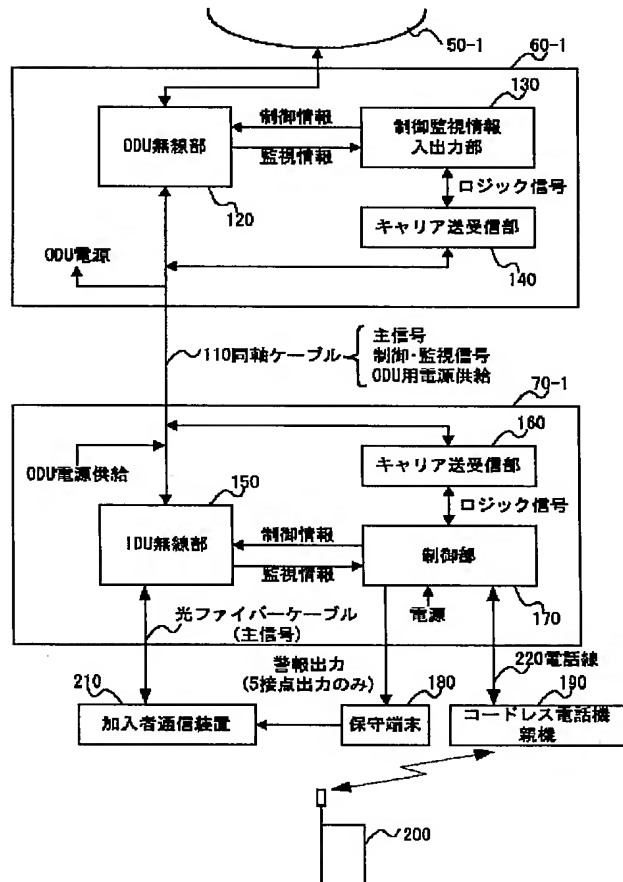 50-1
60-1
130
ODU無線部
制御情報
監視情報
制御監視情報
入出力部
ロジック信号
120
キャリア送受信部
140
ODU電源
110同軸ケーブル
主信号
制御・監視信号
ODU用電源供給
70-1
160
キャリア送受信部
ODU電源供給
150
ロジック信号
IDU無線部
制御情報
監視情報
制御部
170
電源
光ファイバーケーブル
(主信号)
警報出力
(5接点出力のみ)
220電話線
210
180
190
加入者通信装置
保守端末
コードレス電話機
親機
200